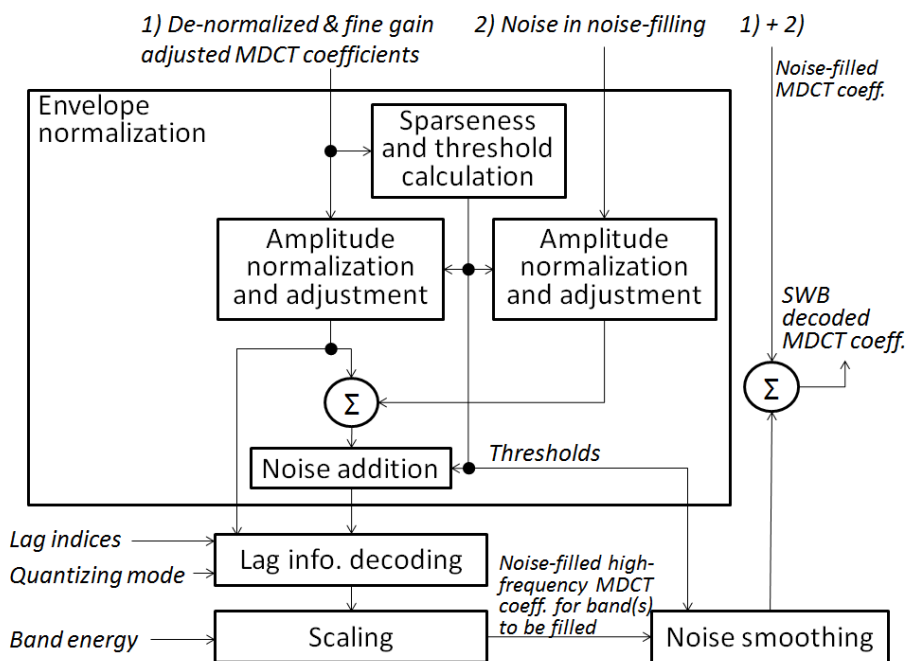 1) De-normalized & fine gain
adjusted MDCT coefficients
2) Noise in noise-filling
1) + 2)
Noise-filled
MDCT coeff.
Envelope
normalization
Sparseness
and threshold
calculation
Amplitude
normalization
and adjustment
Amplitude
normalization
and adjustment
SWB
decoded
MDCT coeff.
Σ
Σ
Noise addition
Thresholds
Lag indices
Quantizing mode
Lag info. decoding
Noise-filled high-
frequency MDCT
coeff. for band(s)
to be filled
Band energy
Scaling
Noise smoothing